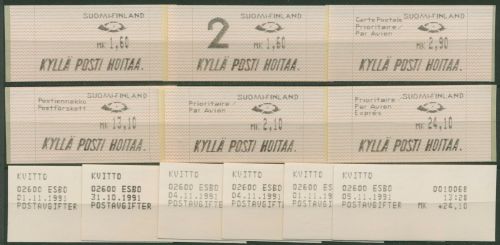 SUOMI-FINLAND
MK 1,60
KYLLÄ POSTI HOITAA.
2
SUOMI-FINLAND
MK 1,60
KYLLÄ POSTI HOITAA.
Carte Postale
Prioritaire/
Par Avion
SUOMI-FINLAND
MK 2,90
KYLLÄ POSTI HOITAA.
Postiennakko
Postförskott
SUOMI-FINLAND
MK 13,10
KYLLÄ POSTI HOITAA.
Prioritaire/
Par Avion
SUOMI-FINLAND
MK 2,10
KYLLÄ POSTI HOITAA.
Prioritaire/
Par Avion
Exprès
SUOMI-FINLAND
MK 24,10
KYLLÄ POSTI HOITAA.
KVITTO
02600 ESBO
01.11.1991
POSTAVGIFTER
KVITTO
02600 ESBO
31.10.1991
POSTAVGIFTER
KVITTO
02600 ESBO
04.11.1991
POSTAVGIFTER
KVITTO
02600 ESBO
04.11.1991
POSTAVGIFTER
KVITTO
02600 ESBO
04.11.1991
POSTAVGIFTER
KVITTO
02600 ESBO 0010068
05.11.1991 13:28
POSTAVGIFTER MK +24,10